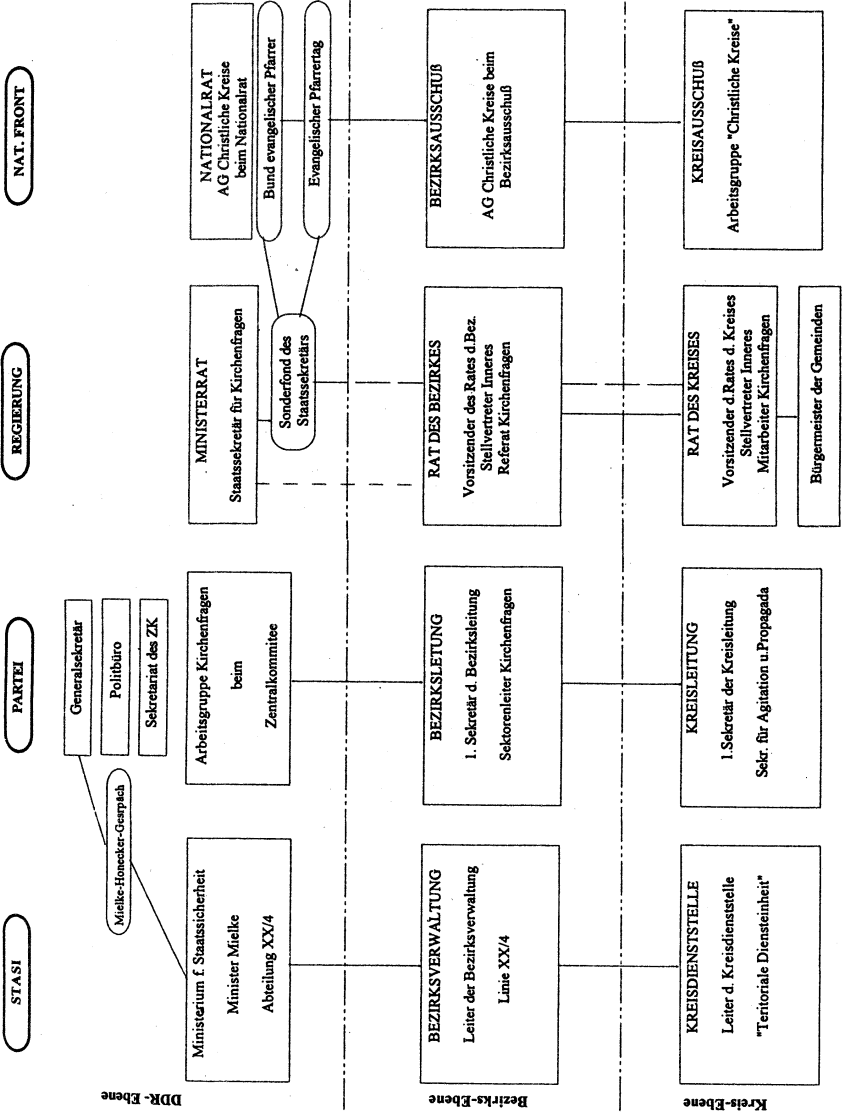 STASI
PARTEI
REGIERUNG
NAT. FRONT
DDR- Ebene
Generalsekretär
Politbüro
Sekretariat des ZK
Mielke-Honecker-Gesrpäch
Ministerium f. Staatssicherheit
Minister Mielke
Abteilung XX/4
Arbeitsgruppe Kirchenfragen
beim
Zentralkommitee
MINISTERRAT
Staatssekretär für Kirchenfragen
Sonderfond des
Staatssekretärs
NATIONALRAT
AG Christliche Kreise
beim Nationalrat
Bund evangelischer Pfarrer
Evangelischer Pfarrertag
Bezirks-Ebene
BEZIRKSVERWALTUNG
Leiter der Bezirksverwaltung
Linie XX/4
BEZIRKSLETUNG
1. Sekretär d. Bezirksleitung
Sektorenleiter Kirchenfragen
RAT DES BEZIRKES
Vorsitzender des Rates d.Bez.
Stellvertreter Inneres
Referat Kirchenfragen
BEZIRKSAUSSCHUß
AG Christliche Kreise beim
Bezirksausschuß
Kreis-Ebene
KREISDIENSTSTELLE
Leiter d. Kreisdienststelle
"Teritoriale Diensteinheit"
KREISLEITUNG
1.Sekretär der Kreisleitung
Sekr. für Agitation u.Propagada
RAT DES KREISES
Vorsitzender d.Rates d. Kreises
Stellvertreter Inneres
Mitarbeiter Kirchenfragen
Bürgermeister der Gemeinden
KREISAUSSCHUß
Arbeitsgruppe "Christliche Kreise"